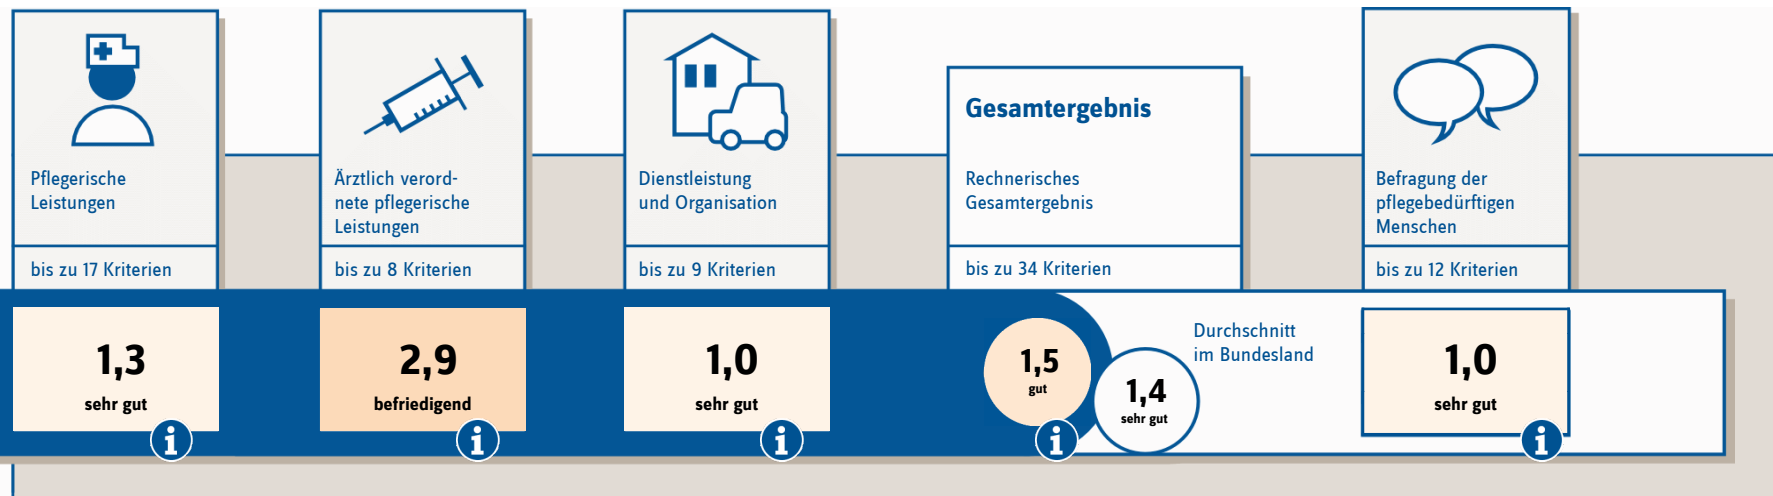 Pflegerische
Leistungen
bis zu 17 Kriterien
1,3
sehr gut
i
Ärztlich verord-
nete pflegerische
Leistungen
bis zu 8 Kriterien
2,9
befriedigend
i
Dienstleistung
und Organisation
bis zu 9 Kriterien
1,0
sehr gut
i
Gesamtergebnis
Rechnerisches
Gesamtergebnis
bis zu 34 Kriterien
1,5
gut
i
Durchschnitt
im Bundesland
1,4
sehr gut
Befragung der
pflegebedürftigen
Menschen
bis zu 12 Kriterien
1,0
sehr gut
i